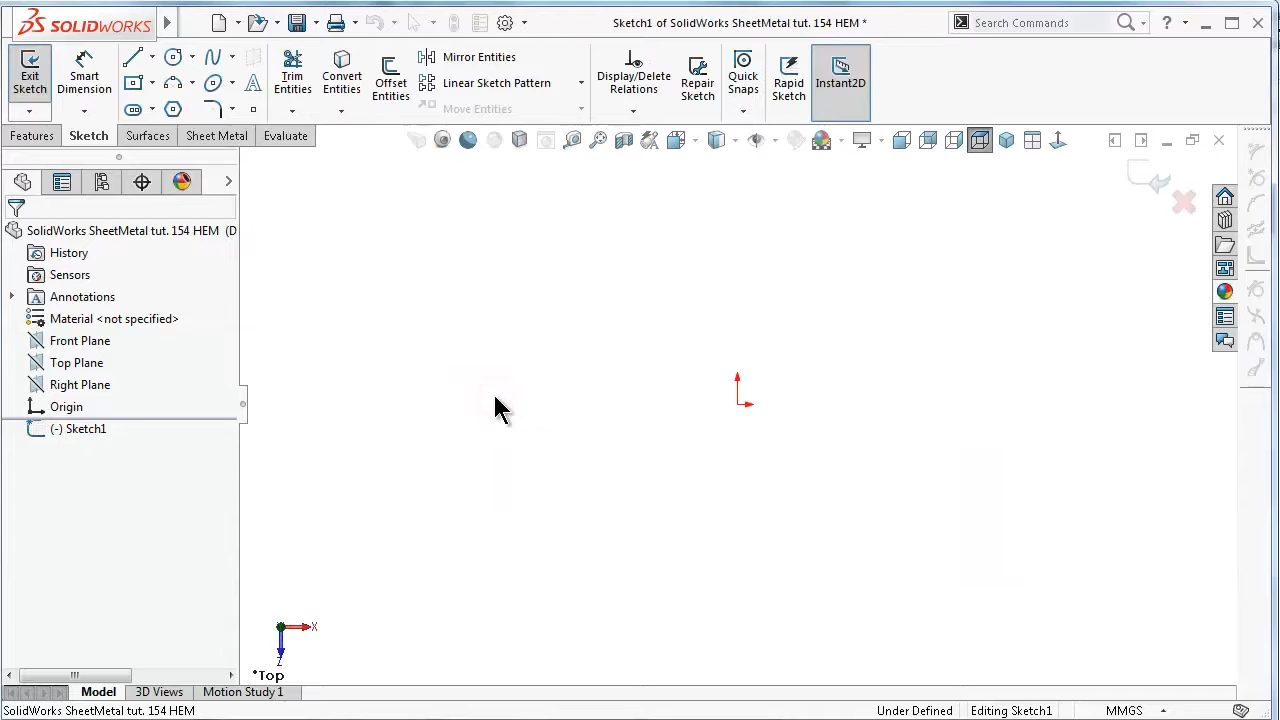 SOLIDWORKS
Sketch1 of SolidWorks SheetMetal tut. 154 HEM *
Search Commands
?
Exit Sketch
Smart Dimension
Trim Entities
Convert Entities
Offset Entities
Mirror Entities
Linear Sketch Pattern
Move Entities
Display/Delete Relations
Repair Sketch
Quick Snaps
Rapid Sketch
Instant2D
Features
Sketch
Surfaces
Sheet Metal
Evaluate
SolidWorks SheetMetal tut. 154 HEM (D
History
Sensors
Annotations
Material <not specified>
Front Plane
Top Plane
Right Plane
Origin
(-) Sketch1
X
Z
*Top
Model
3D Views
Motion Study 1
SolidWorks SheetMetal tut. 154 HEM
Under Defined
Editing Sketch1
MMGS